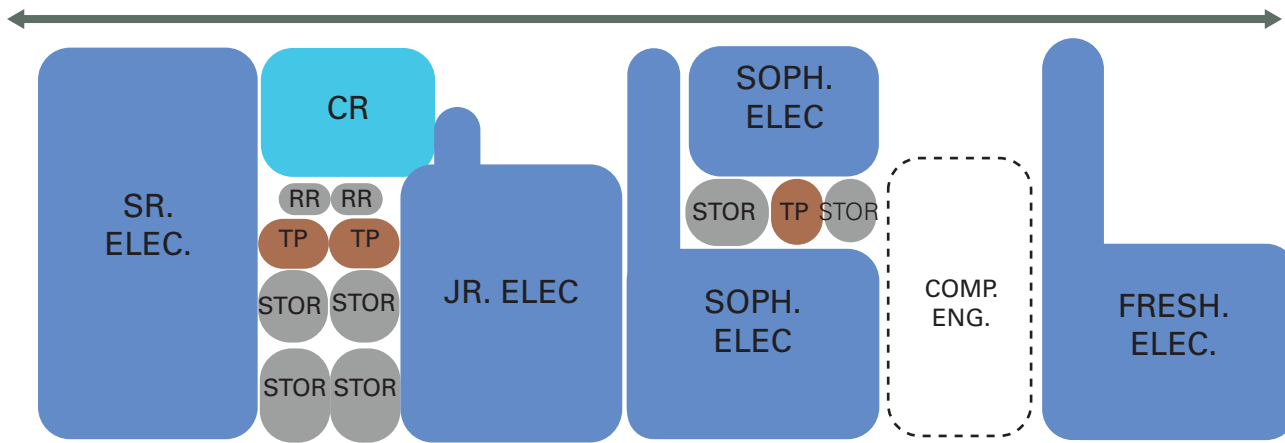 SR.
ELEC.
CR
RR RR
TP TP
STOR STOR
STOR STOR
JR. ELEC
SOPH.
ELEC
STOR TP STOR
SOPH.
ELEC
COMP.
ENG.
FRESH.
ELEC.